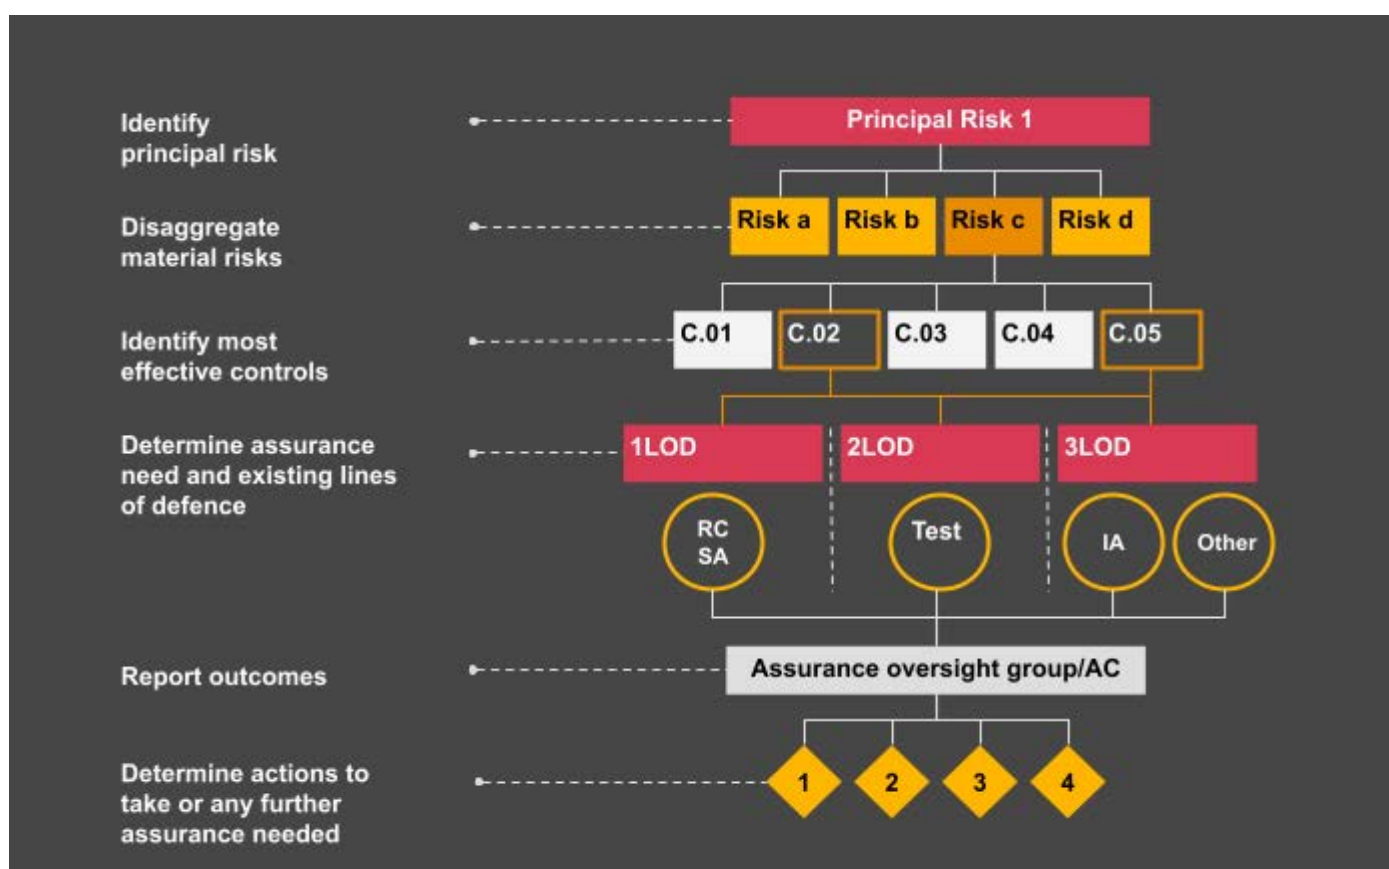 Identify
principal risk
Principal Risk 1
Disaggregate
material risks
Risk a
Risk b
Risk c
Risk d
Identify most
effective controls
C.01
C.02
C.03
C.04
C.05
Determine assurance
need and existing lines
of defence
1LOD
2LOD
3LOD
RC
SA
Test
IA
Other
Report outcomes
Assurance oversight group/AC
Determine actions to
take or any further
assurance needed
1
2
3
4